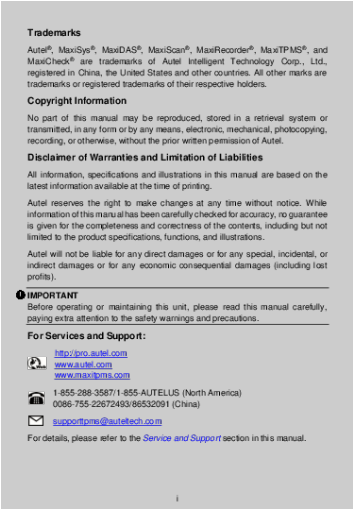 Trademarks
Autel®, MaxiSys®, MaxiDAS®, MaxiScan®, MaxiRecorder®, MaxiTPMS®, and
MaxiCheck® are trademarks of Autel Intelligent Technology Corp., Ltd.,
registered in China, the United States and other countries. All other marks are
trademarks or registered trademarks of their respective holders.
Copyright Information
No part of this manual may be reproduced, stored in a retrieval system or
transmitted, in any form or by any means, electronic, mechanical, photocopying,
recording, or otherwise, without the prior written permission of Autel.
Disclaimer of Warranties and Limitation of Liabilities
All information, specifications and illustrations in this manual are based on the
latest information available at the time of printing.
Autel reserves the right to make changes at any time without notice. While
information of this manual has been carefully checked for accuracy, no guarantee
is given for the completeness and correctness of the contents, including but not
limited to the product specifications, functions, and illustrations.
Autel will not be liable for any direct damages or for any special, incidental, or
indirect damages or for any economic consequential damages (including lost
profits).
IMPORTANT
Before operating or maintaining this unit, please read this manual carefully,
paying extra attention to the safety warnings and precautions.
For Services and Support:
http://pro.autel.com
www.autel.com
www.maxitpms.com
1-855-288-3587/1-855-AUTELUS (North America)
0086-755-22672493/86532091 (China)
supporttpms@auteltech.com
For details, please refer to the Service and Support section in this manual.
i